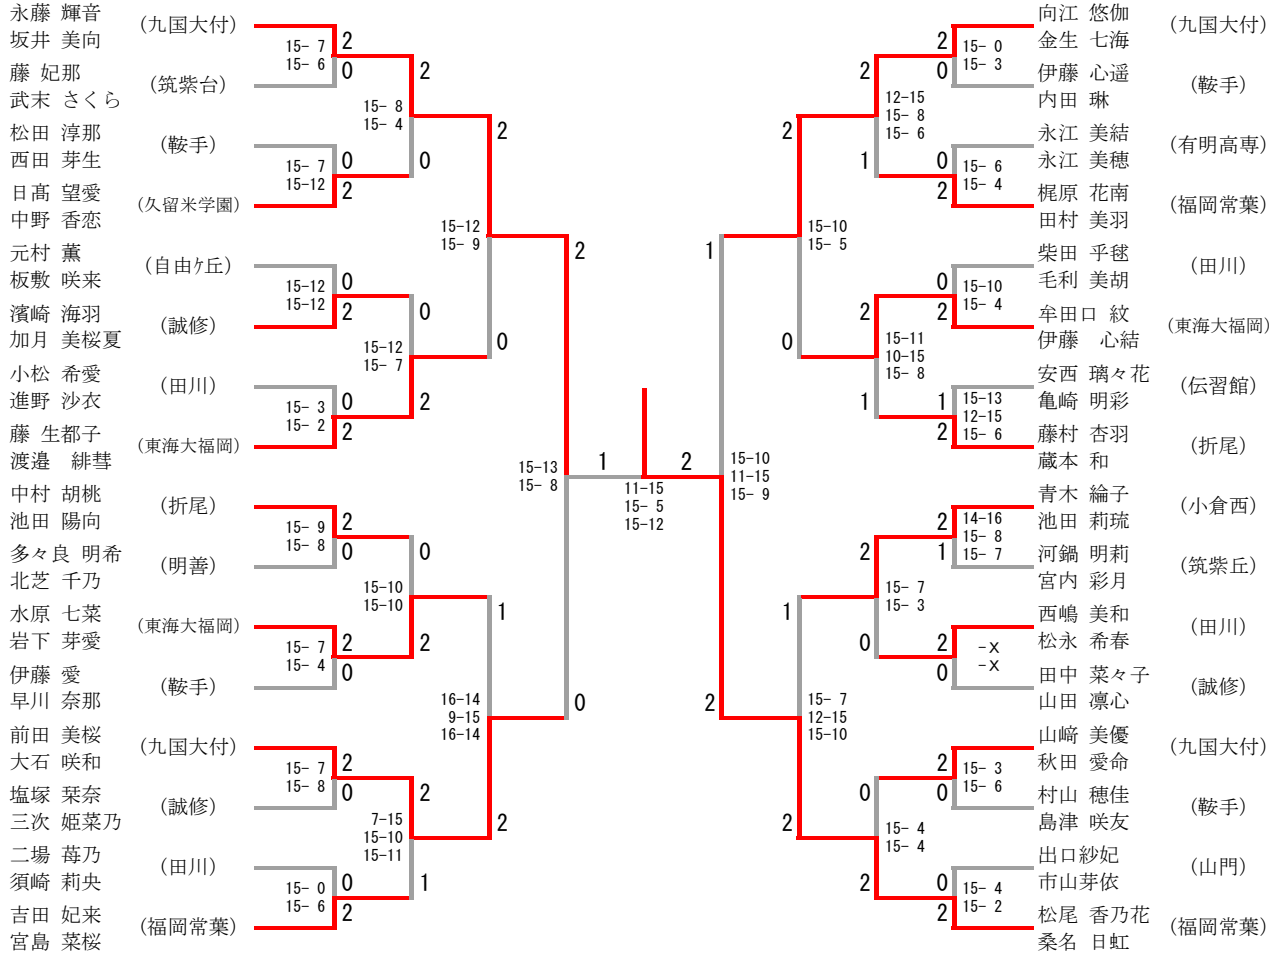 永藤 輝音
坂井 美向
(九国大付)
藤 妃那
武末 さくら
(筑紫台)
松田 淳那
西田 芽生
(鞍手)
日髙 望愛
中野 香恋
(久留米学園)
元村 薫
板敷 咲来
(自由ケ丘)
濱崎 海羽
加月 美桜夏
(誠修)
小松 希愛
進野 沙衣
(田川)
藤 生都子
渡邉 緋彗
(東海大福岡)
中村 胡桃
池田 陽向
(折尾)
多々良 明希
北芝 千乃
(明善)
水原 七菜
岩下 芽愛
(東海大福岡)
伊藤 愛
早川 奈那
(鞍手)
前田 美桜
大石 咲和
(九国大付)
塩塚 栞奈
三次 姫菜乃
(誠修)
二場 苺乃
須崎 莉央
(田川)
吉田 妃来
宮島 菜桜
(福岡常葉)
15- 7
15- 6
2
0
15- 7
15-12
0
2
15-12
15-12
0
2
15- 3
15- 2
0
2
15- 9
15- 8
2
0
15- 7
15- 4
2
0
15- 7
15- 8
2
0
15- 0
15- 6
0
2
15- 8
15- 4
2
0
15-12
15- 7
0
2
15-10
15-10
0
2
7-15
15-10
15-11
2
1
15-12
15- 9
2
0
16-14
9-15
16-14
1
2
15-13
15- 8
2
0
1
11-15
15- 5
15-12
2
15-10
11-15
15- 9
1
2
15-10
15- 5
2
0
15- 7
12-15
15-10
1
2
12-15
15- 8
15- 6
2
1
15-11
10-15
15- 8
2
1
15- 7
15- 3
2
0
15- 4
15- 4
0
2
2
0
15- 0
15- 3
0
2
15- 6
15- 4
0
2
15-10
15- 4
1
2
15-13
12-15
15- 6
2
1
14-16
15- 8
15- 7
2
0
-X
-X
2
0
15- 3
15- 6
0
2
15- 4
15- 2
向江 悠伽
金生 七海
(九国大付)
伊藤 心遥
内田 琳
(鞍手)
永江 美結
永江 美穂
(有明高専)
梶原 花南
田村 美羽
(福岡常葉)
柴田 乎毬
毛利 美胡
(田川)
牟田口 紋
伊藤 心結
(東海大福岡)
安西 璃々花
亀崎 明彩
(伝習館)
藤村 杏羽
蔵本 和
(折尾)
青木 綸子
池田 莉琉
(小倉西)
河鍋 明莉
宮内 彩月
(筑紫丘)
西嶋 美和
松永 希春
(田川)
田中 菜々子
山田 凛心
(誠修)
山﨑 美優
秋田 愛命
(九国大付)
村山 穂佳
島津 咲友
(鞍手)
出口紗妃
市山芽依
(山門)
松尾 香乃花
桑名 日虹
(福岡常葉)